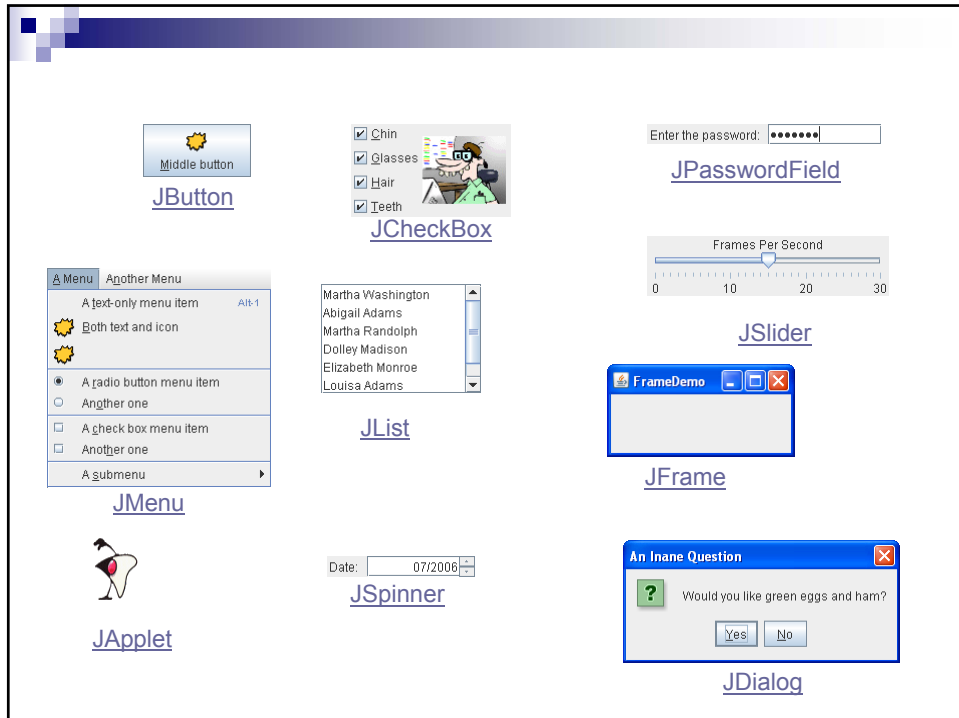 Middle button
JButton
Chin
Glasses
Hair
Teeth
JCheckBox
Enter the password: •••••••
JPasswordField
Frames Per Second
0 10 20 30
JSlider
A Menu Another Menu
A text-only menu item Alt-1
Both text and icon
A radio button menu item
Another one
A check box menu item
Another one
A submenu
JMenu
Martha Washington
Abigail Adams
Martha Randolph
Dolley Madison
Elizabeth Monroe
Louisa Adams
JList
FrameDemo
JFrame
JApplet
Date: 07/2006
JSpinner
An Inane Question
? Would you like green eggs and ham?
Yes No
JDialog